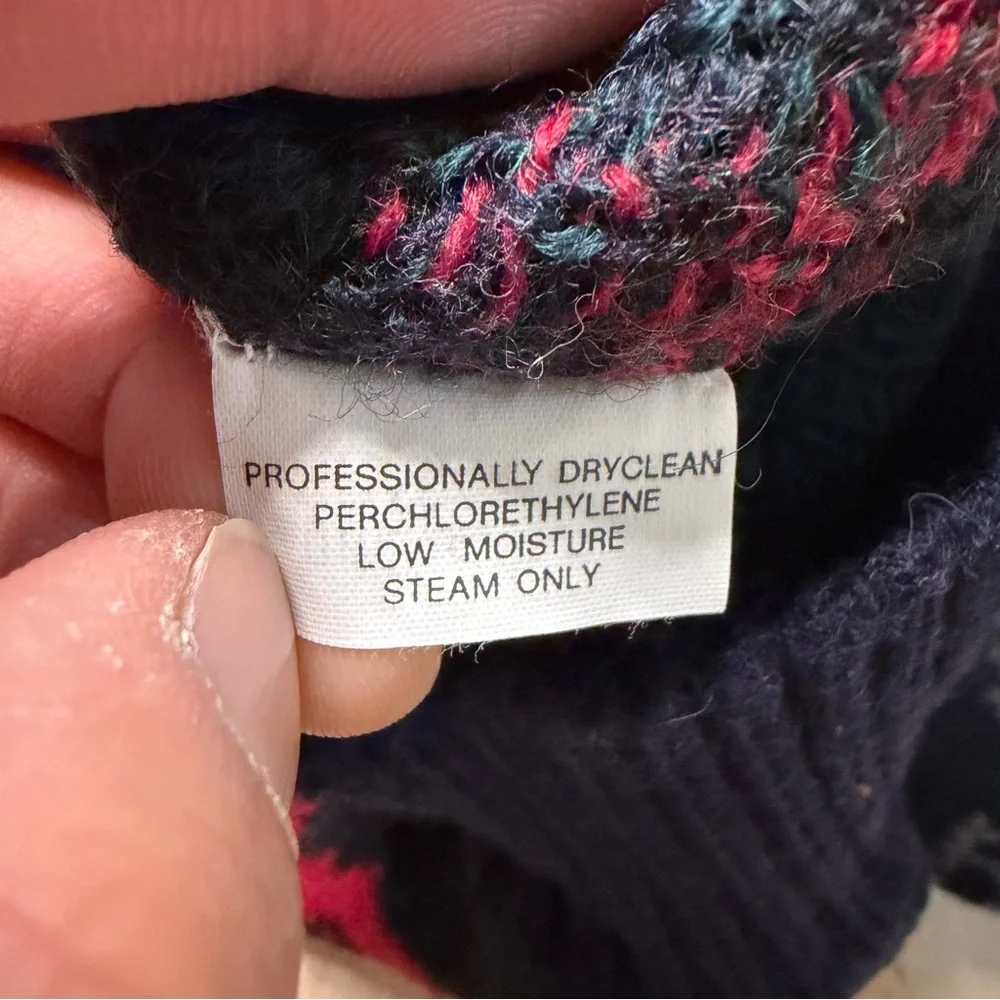 PROFESSIONALLY DRYCLEAN
PERCHLORETHYLENE
LOW MOISTURE
STEAM ONLY